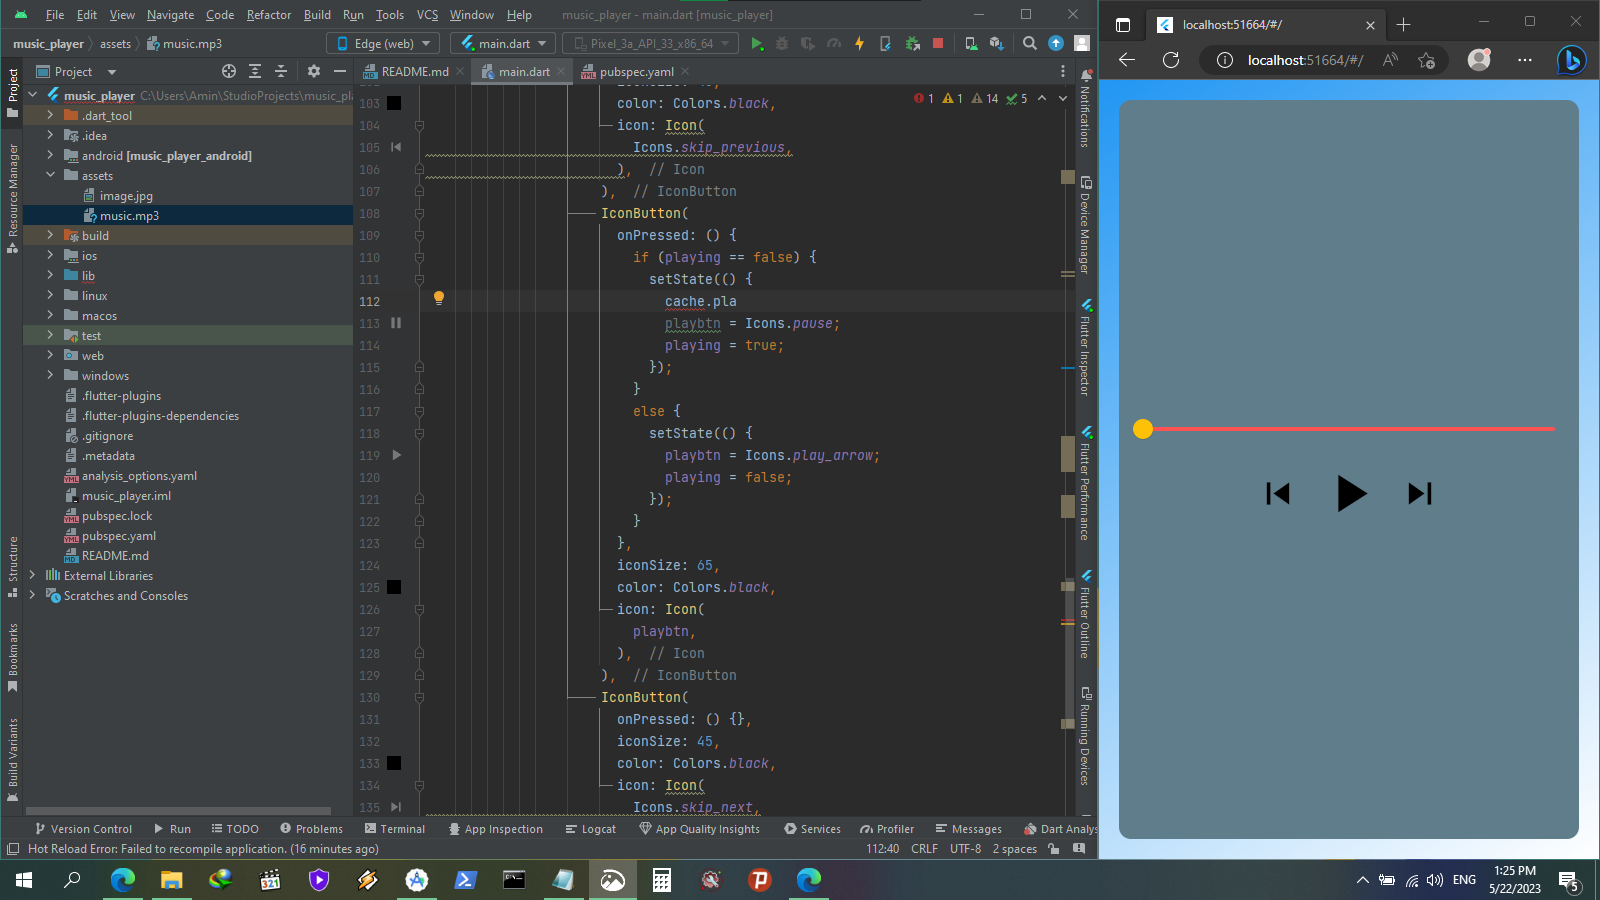 File Edit View Navigate Code Refactor Build Run Tools VCS Window Help music_player - main.dart [music_player]
music_player assets music.mp3 Edge (web) main.dart Pixel_3a_API_33_x86_64
Project README.md main.dart pubspec.yaml
music_player C:\Users\Amin\StudioProjects\music_pl
.dart_tool
.idea
android [music_player_android]
assets
image.jpg
music.mp3
build
ios
lib
linux
macos
test
web
windows
.flutter-plugins
.flutter-plugins-dependencies
.gitignore
.metadata
analysis_options.yaml
music_player.iml
pubspec.lock
pubspec.yaml
README.md
External Libraries
Scratches and Consoles
Project
Resource Manager
Structure
Bookmarks
Build Variants
1 1 14 5
103 color: Colors.black,
104 icon: Icon(
105 Icons.skip_previous,
106 ), // Icon
107 ), // IconButton
108 IconButton(
109 onPressed: () {
110 if (playing == false) {
111 setState(() {
112 cache.pla
113 playbtn = Icons.pause;
114 playing = true;
115 });
116 }
117 else {
118 setState(() {
119 playbtn = Icons.play_arrow;
120 playing = false;
121 });
122 }
123 },
124 iconSize: 65,
125 color: Colors.black,
126 icon: Icon(
127 playbtn,
128 ), // Icon
129 ), // IconButton
130 IconButton(
131 onPressed: () {},
132 iconSize: 45,
133 color: Colors.black,
134 icon: Icon(
135 Icons.skip_next,
Notifications
Device Manager
Flutter Inspector
Flutter Performance
Flutter Outline
Running Devices
Version Control Run TODO Problems Terminal App Inspection Logcat App Quality Insights Services Profiler Messages Dart Analys
Hot Reload Error: Failed to recompile application. (16 minutes ago) 112:40 CRLF UTF-8 2 spaces
localhost:51664/#/
localhost:51664/#/
321
ENG
1:25 PM
5/22/2023
5